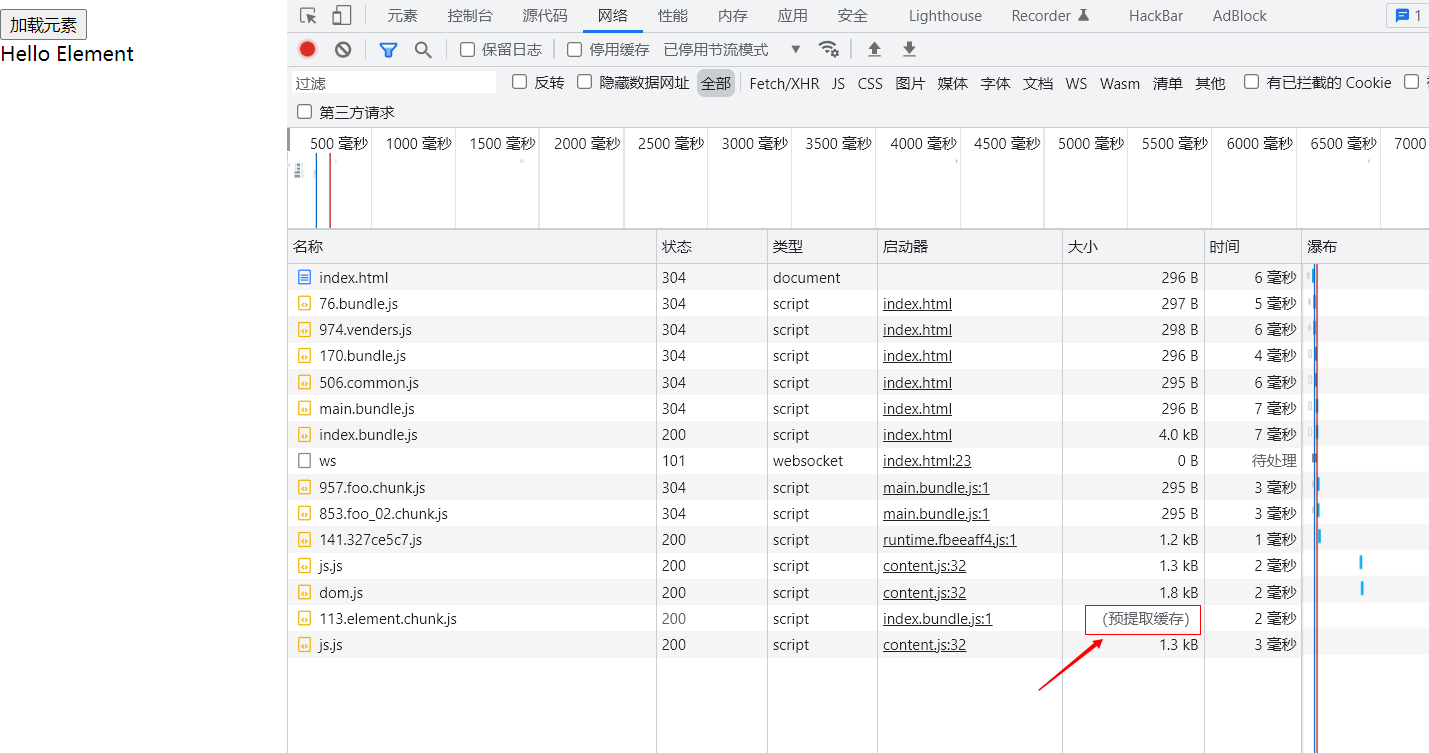 加载元素
Hello Element
元素 控制台 源代码 网络 性能 内存 应用 安全 Lighthouse Recorder HackBar AdBlock 1
保留日志 停用缓存 已停用节流模式
过滤 反转 隐藏数据网址 全部 Fetch/XHR JS CSS 图片 媒体 字体 文档 WS Wasm 清单 其他 有已拦截的 Cookie
第三方请求
500 毫秒 1000 毫秒 1500 毫秒 2000 毫秒 2500 毫秒 3000 毫秒 3500 毫秒 4000 毫秒 4500 毫秒 5000 毫秒 5500 毫秒 6000 毫秒 6500 毫秒 7000
名称 状态 类型 启动器 大小 时间 瀑布
index.html 304 document 296 B 6 毫秒
76.bundle.js 304 script index.html 297 B 5 毫秒
974.venders.js 304 script index.html 298 B 6 毫秒
170.bundle.js 304 script index.html 296 B 4 毫秒
506.common.js 304 script index.html 295 B 6 毫秒
main.bundle.js 304 script index.html 296 B 7 毫秒
index.bundle.js 200 script index.html 4.0 kB 7 毫秒
ws 101 websocket index.html:23 0 B 待处理
957.foo.chunk.js 304 script main.bundle.js:1 295 B 3 毫秒
853.foo_02.chunk.js 304 script main.bundle.js:1 295 B 3 毫秒
141.327ce5c7.js 200 script runtime.fbeeaff4.js:1 1.2 kB 1 毫秒
js.js 200 script content.js:32 1.3 kB 2 毫秒
dom.js 200 script content.js:32 1.8 kB 2 毫秒
113.element.chunk.js 200 script index.bundle.js:1 （预提取缓存） 2 毫秒
js.js 200 script content.js:32 1.3 kB 3 毫秒